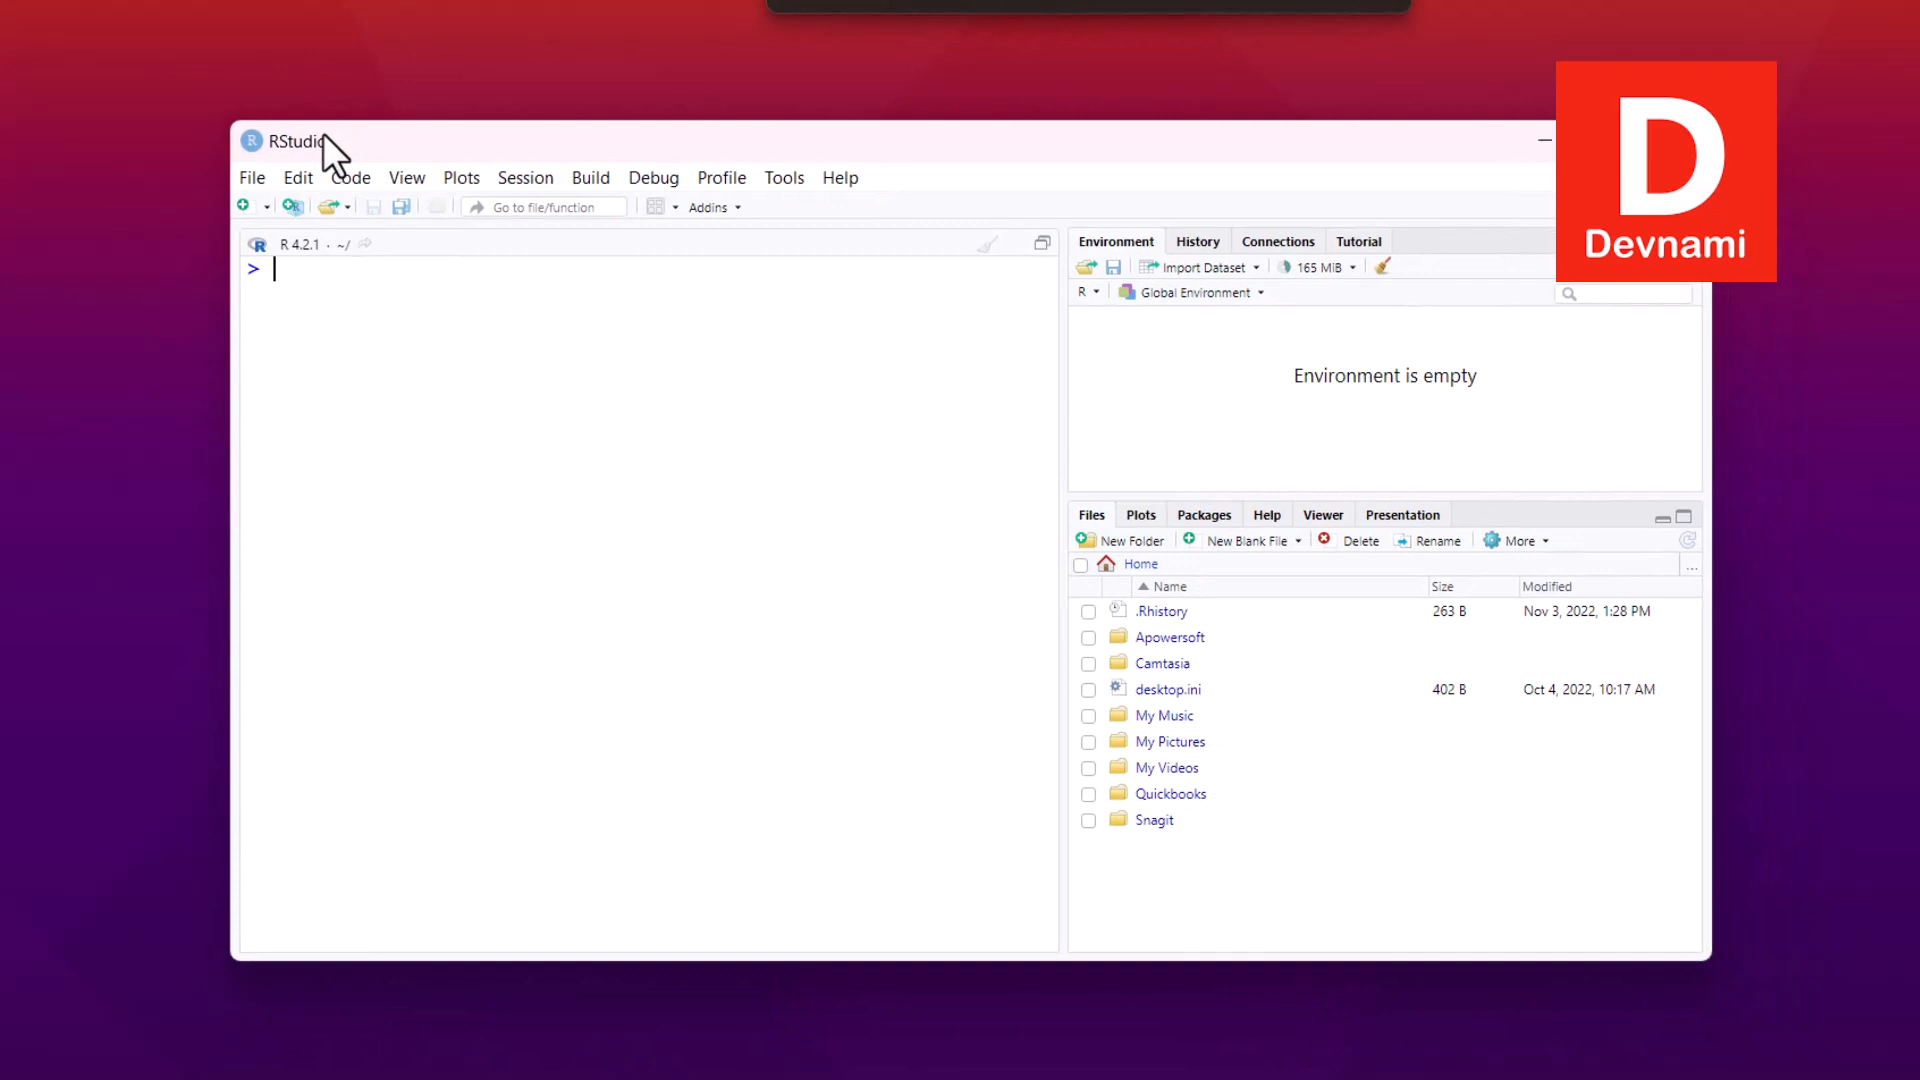 RStudio
File Edit Code View Plots Session Build Debug Profile Tools Help
Go to file/function Addins
R 4.2.1 · ~/
>
Environment History Connections Tutorial
Import Dataset 165 MiB
R Global Environment
Environment is empty
Files Plots Packages Help Viewer Presentation
New Folder New Blank File Delete Rename More
Home ...
Name Size Modified
.Rhistory 263 B Nov 3, 2022, 1:28 PM
Apowersoft
Camtasia
desktop.ini 402 B Oct 4, 2022, 10:17 AM
My Music
My Pictures
My Videos
Quickbooks
Snagit
D
Devnami